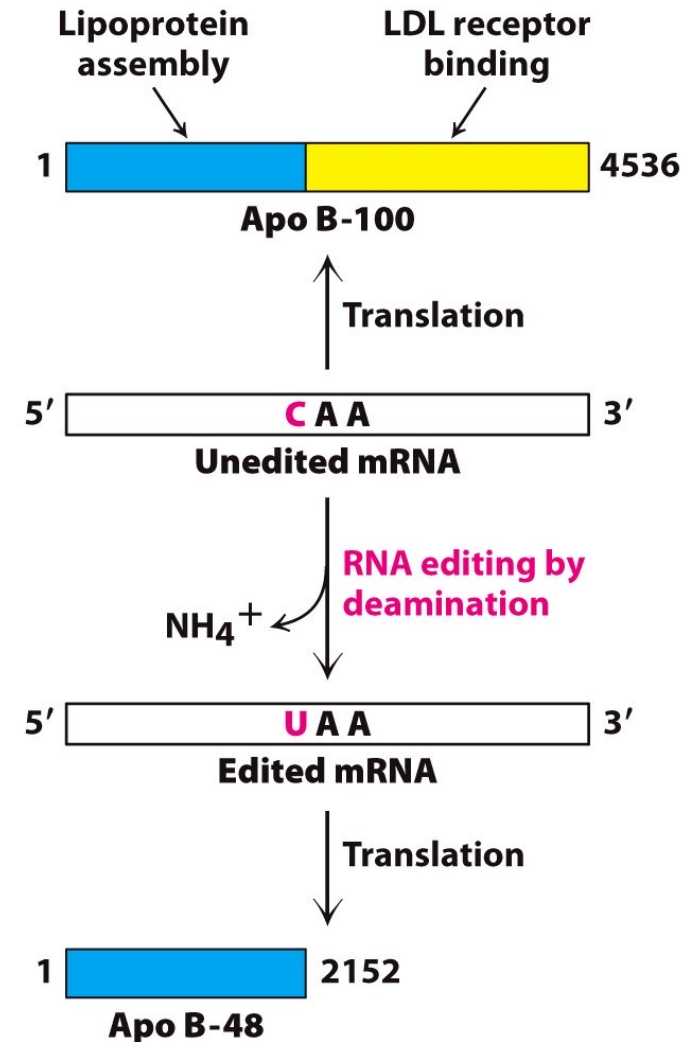 Lipoprotein
assembly
LDL receptor
binding
1
4536
Apo B-100
Translation
5′ C A A 3′
Unedited mRNA
RNA editing by
deamination
NH4+
5′ U A A 3′
Edited mRNA
Translation
1
2152
Apo B-48